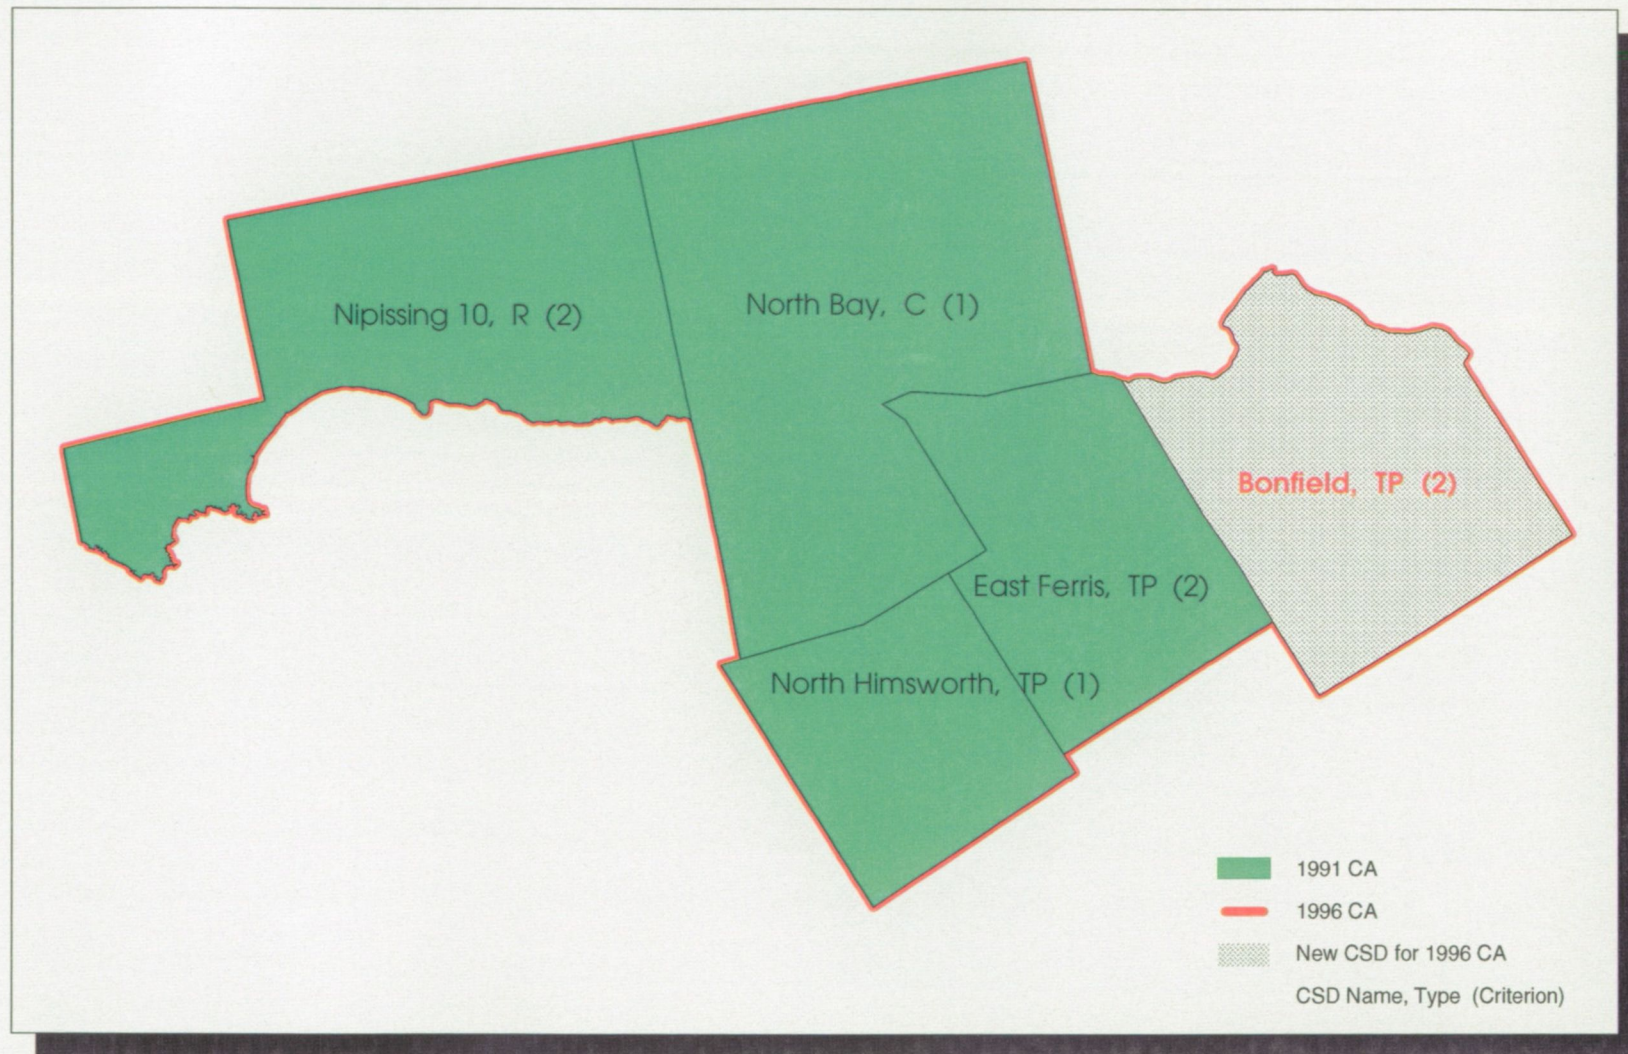 Nipissing 10, R (2)
North Bay, C (1)
Bonfield, TP (2)
East Ferris, TP (2)
North Himsworth, TP (1)
1991 CA
1996 CA
New CSD for 1996 CA
CSD Name, Type (Criterion)